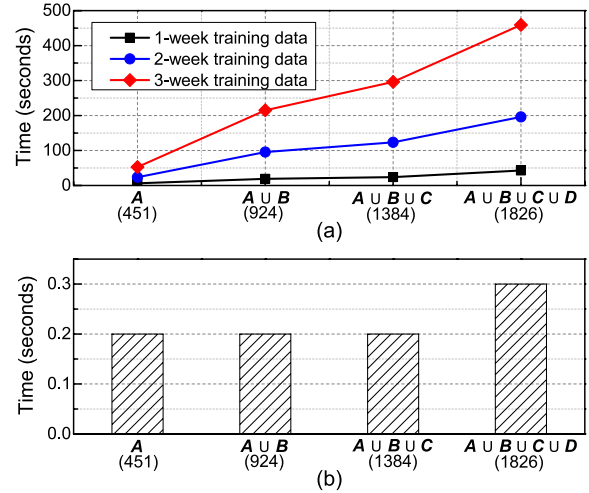 500
400
300
200
100
0
Time (seconds)
1-week training data
2-week training data
3-week training data
A A ∪ B A ∪ B ∪ C A ∪ B ∪ C ∪ D
(451) (924) (1384) (1826)
(a)
0.3
0.2
0.1
0.0
Time (seconds)
A A ∪ B A ∪ B ∪ C A ∪ B ∪ C ∪ D
(451) (924) (1384) (1826)
(b)